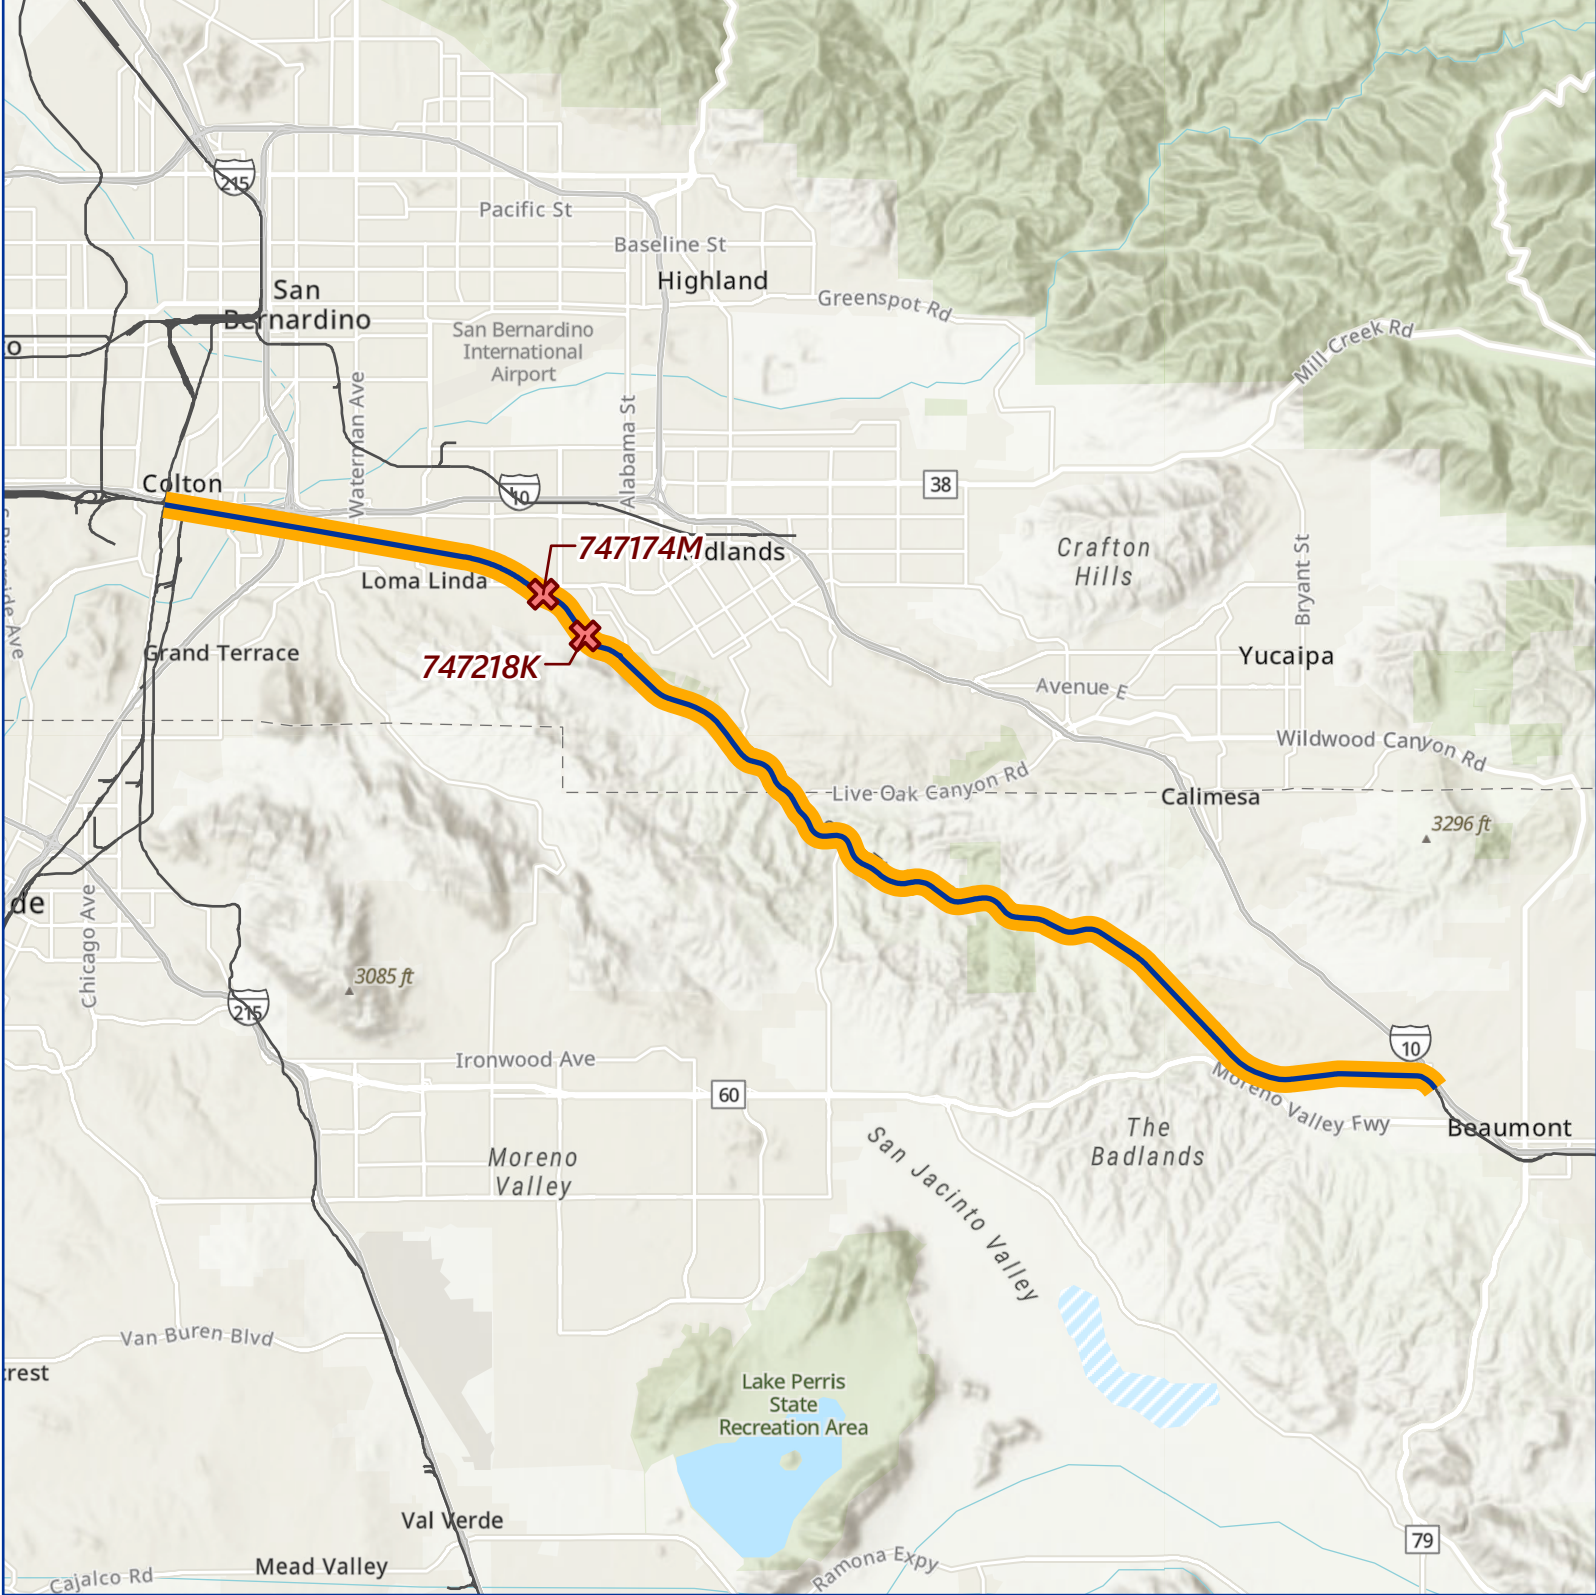 215
Pacific St
Baseline St
Highland
San
Bernardino
Greenspot Rd
San Bernardino
International
Airport
Mill Creek Rd
o
Waterman Ave
Alabama St
Colton
10
38
S Riverside Ave
747174M
dlands
Crafton
Hills
Bryant St
Loma Linda
Grand Terrace
747218K
Yucaipa
Avenue E
Wildwood Canyon Rd
Live Oak Canyon Rd
Calimesa
3296 ft
de
Chicago Ave
3085 ft
215
10
Ironwood Ave
60
Moreno Valley Fwy
Beaumont
The
Badlands
Moreno
Valley
San Jacinto Valley
Van Buren Blvd
crest
Lake Perris
State
Recreation Area
Val Verde
79
Mead Valley
Cajalco Rd
Ramona Expy